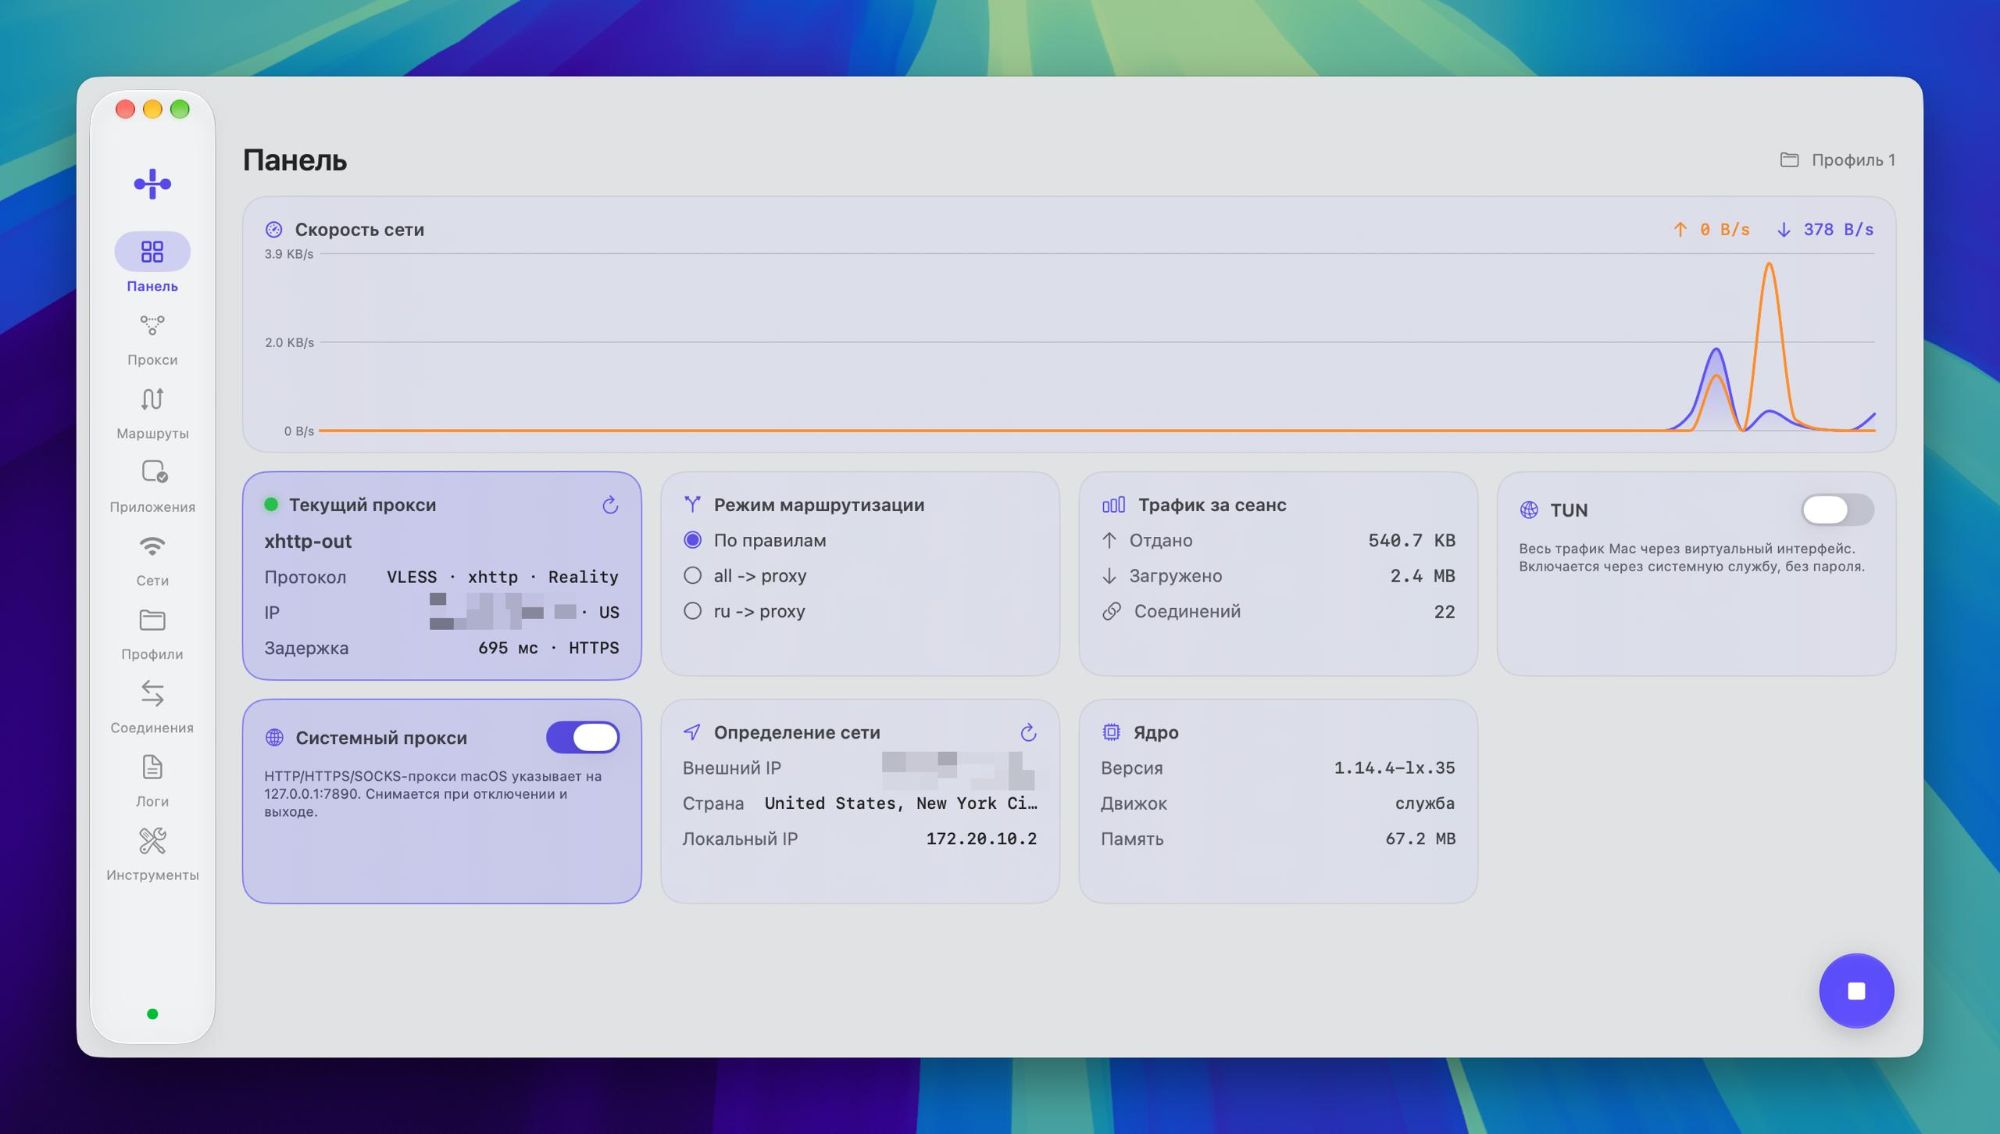 Панель
Профиль 1
Скорость сети
↑ 0 B/s ↓ 378 B/s
3.9 KB/s
2.0 KB/s
0 B/s
Панель
Прокси
Маршруты
Приложения
Сети
Профили
Соединения
Логи
Инструменты
Текущий прокси
xhttp-out
Протокол VLESS · xhttp · Reality
IP · US
Задержка 695 мс · HTTPS
Режим маршрутизации
По правилам
all -> proxy
ru -> proxy
Трафик за сеанс
↑ Отдано 540.7 KB
↓ Загружено 2.4 MB
Соединений 22
TUN
Весь трафик Mac через виртуальный интерфейс.
Включается через системную службу, без пароля.
Системный прокси
HTTP/HTTPS/SOCKS-прокси macOS указывает на
127.0.0.1:7890. Снимается при отключении и
выходе.
Определение сети
Внешний IP
Страна United States, New York Ci…
Локальный IP 172.20.10.2
Ядро
Версия 1.14.4-lx.35
Движок служба
Память 67.2 MB